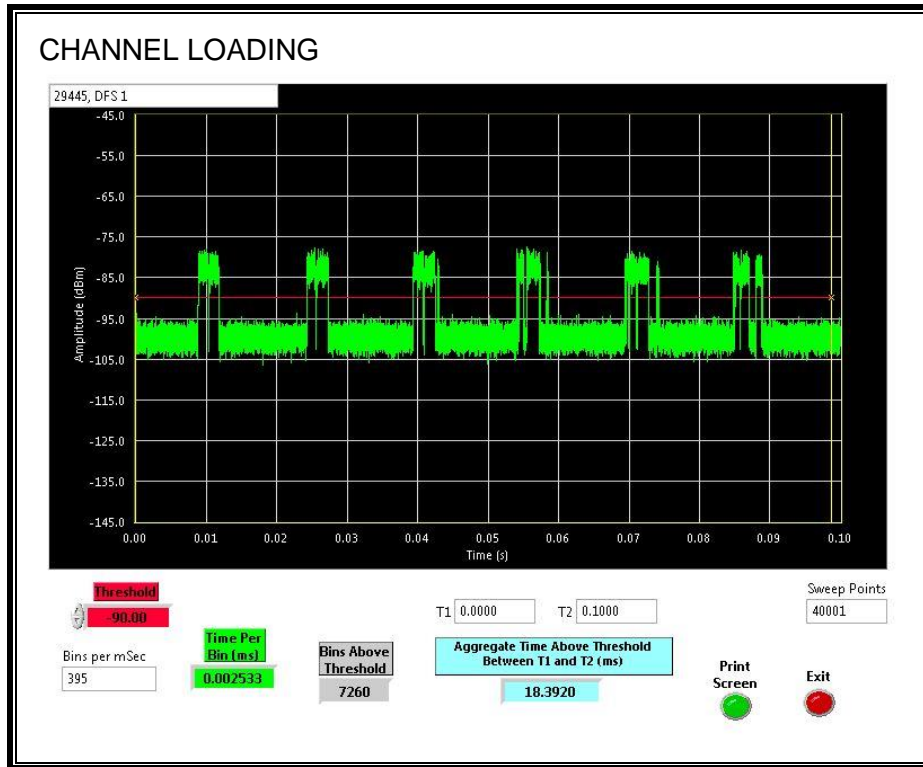 CHANNEL LOADING
29445, DFS 1
Amplitude (dBm)
-45.0
-55.0
-65.0
-75.0
-85.0
-95.0
-105.0
-115.0
-125.0
-135.0
-145.0
0.00 0.01 0.02 0.03 0.04 0.05 0.06 0.07 0.08 0.09 0.10
Time (s)
Threshold
-90.00
Bins per mSec
395
Time Per
Bin (ms)
0.002533
Bins Above
Threshold
7260
T1 0.0000 T2 0.1000
Aggregate Time Above Threshold
Between T1 and T2 (ms)
18.3920
Sweep Points
40001
Print
Screen
Exit